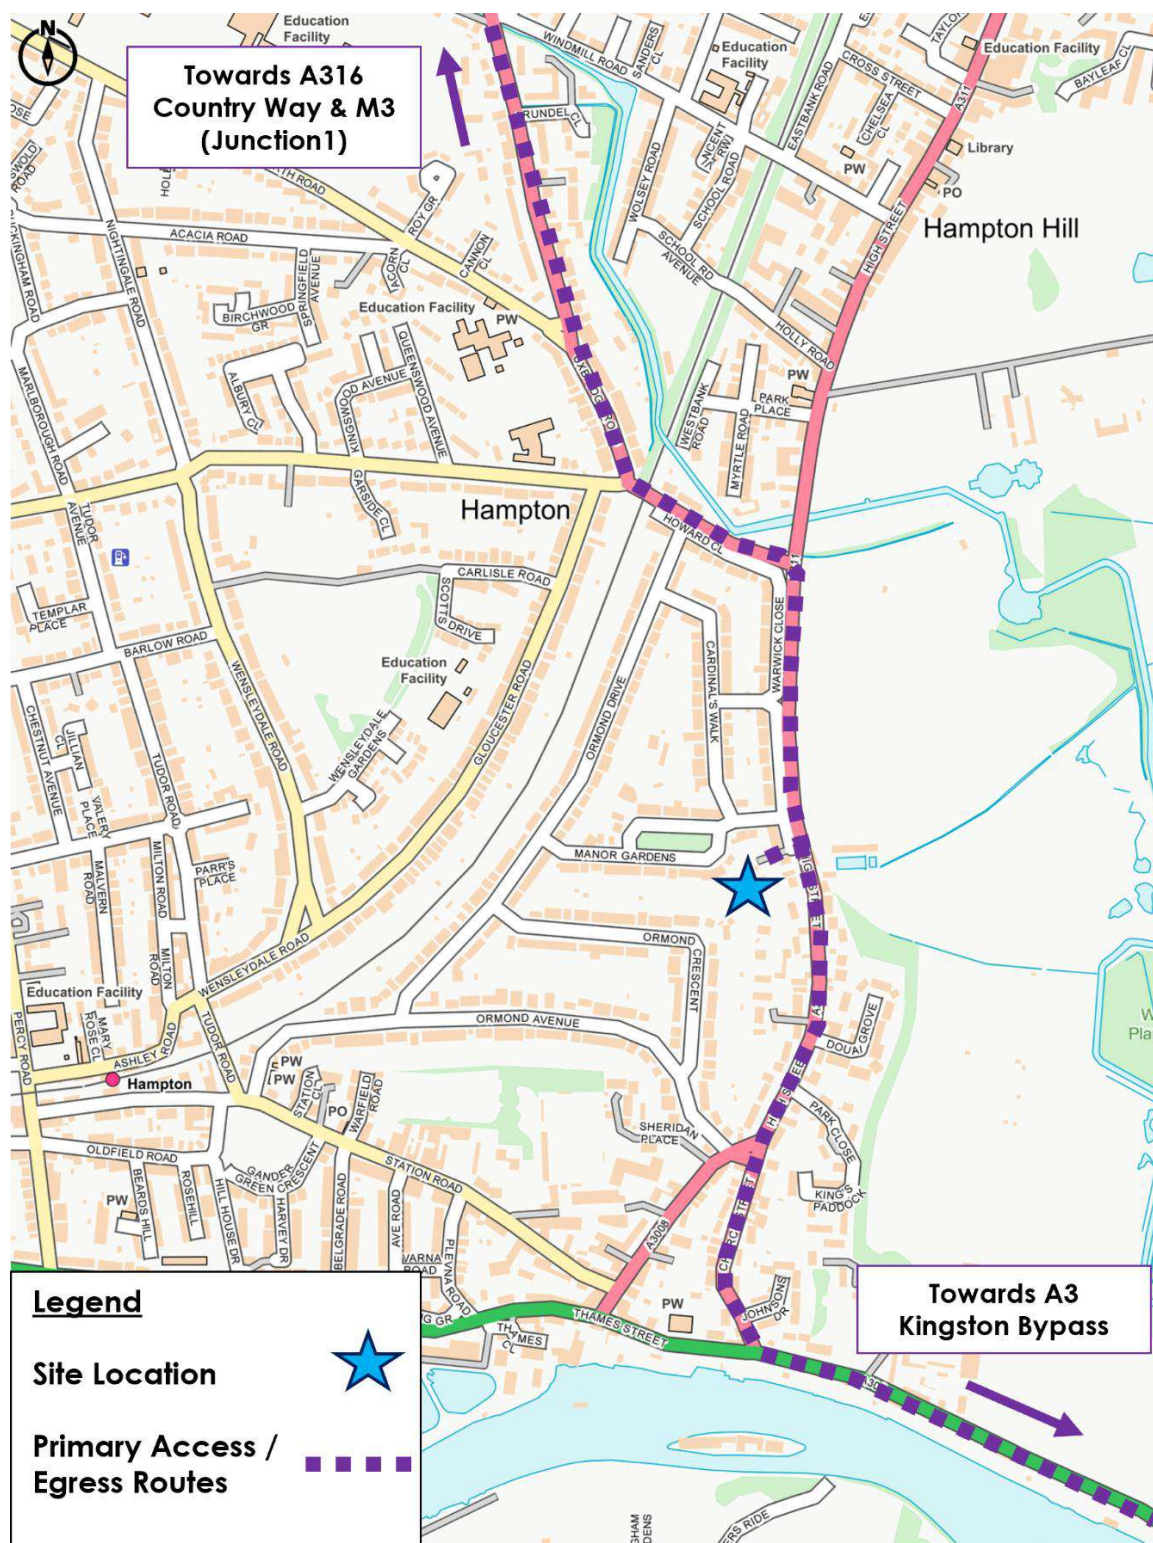 N
Towards A316
Country Way & M3
(Junction1)
Education
Facility
WINDMILL ROAD
SANDERS
CL
Education
Facility
EASTBANK ROAD
CROSS STREET
CHELSEA
CL
Education Facility
BAYLEAF CL
A311
Library
PO
PW
Hampton Hill
HIGH STREET
WOLSEY ROAD
SCHOOL ROAD
SCHOOL RD
AVENUE
HOLLY ROAD
PW
PARK
PLACE
WESTBANK
ROAD
MYRTLE ROAD
ROY GR
ACACIA ROAD
NIGHTINGALE ROAD
ACORN
CL
CANNON
CL
SPRINGFIELD
AVENUE
BIRCHWOOD
GR
Education Facility
PW
ALBURY
CL
QUEENSWOOD AVENUE
GARSIDE CL
MARLBOROUGH ROAD
TUDOR
AVENUE
Hampton
HOWARD CL
CARLISLE ROAD
SCOTTS
DRIVE
TEMPLAR
PLACE
BARLOW ROAD
Education
Facility
WENSLEYDALE ROAD
WENSLEYDALE
GARDENS
GLOUCESTER ROAD
ORMOND DRIVE
CARDINAL'S WALK
WARWICK CLOSE
CHESTNUT AVENUE
JILLIAN
CL
VALERY
PLACE
TUDOR ROAD
MALVERN
ROAD
MILTON ROAD
PARR'S
PLACE
MANOR GARDENS
MILTON
ROAD
WENSLEYDALE ROAD
ORMOND
CRESCENT
Education Facility
PERCY ROAD
MARY
ROSE CL
ASHLEY
ROAD
TUDOR ROAD
ORMOND AVENUE
Hampton
PW
PW
STATION
CL
PO
WARFIELD
ROAD
SHERIDAN
PLACE
PARK CLOSE
KING'S
PADDOCK
OLDFIELD ROAD
PW
BEARDS HILL
ROSEHILL
HILL HOUSE DR
GANDER
GREEN CRESCENT
HARVEY DR
BELGRADE ROAD
STATION ROAD
AVE ROAD
VARNA
ROAD
PLEVNA ROAD
A3008
THAMES
CL
THAMES STREET
PW
JOHNSONS
DR
Towards A3
Kingston Bypass
Legend
Site Location
Primary Access /
Egress Routes